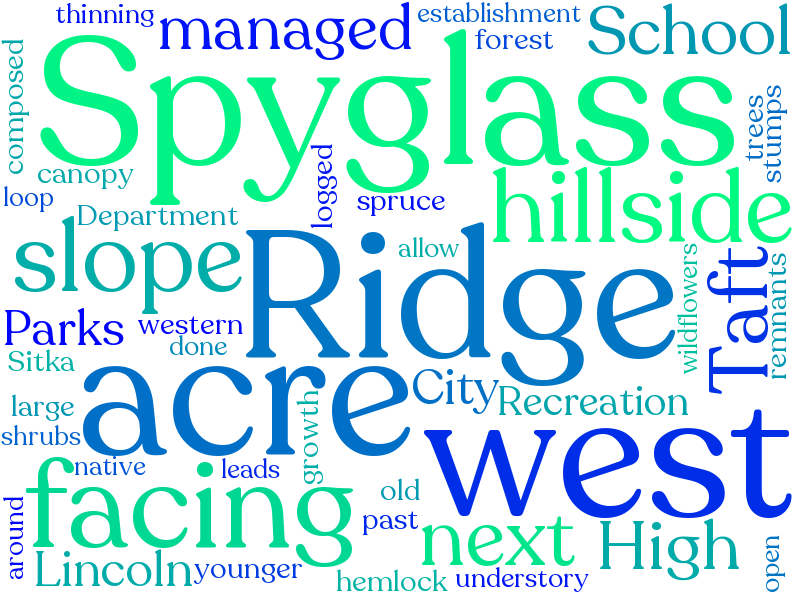 thinning
managed
establishment
forest
School
composed
Spyglass
trees
stumps
canopy
loop
logged
spruce
hillside
Department
slope
Ridge
allow
wildflowers
Taft
remnants
Parks
western
done
Sitka
acre
City
Recreation
large
shrubs
growth
west
native
leads
facing
old
past
next
High
around
Lincoln
younger
hemlock
understory
open